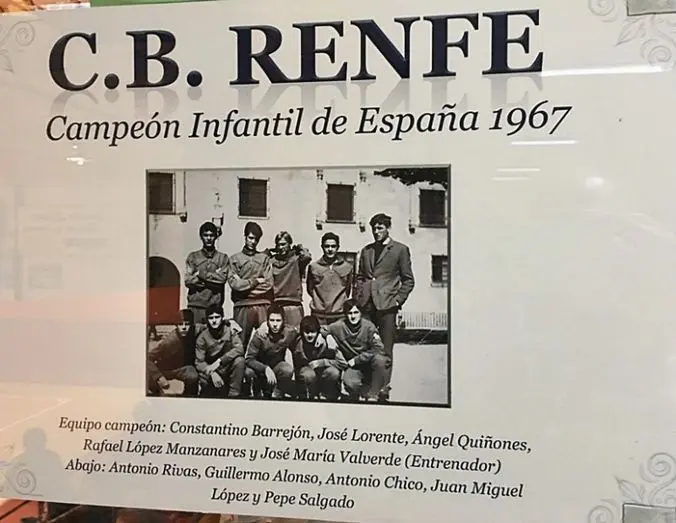 C.B. RENFE
Campeón Infantil de España 1967
Equipo campeón: Constantino Barrejón, José Lorente, Ángel Quiñones,
Rafael López Manzanares y José María Valverde (Entrenador)
Abajo: Antonio Rivas, Guillermo Alonso, Antonio Chico, Juan Miguel
López y Pepe Salgado